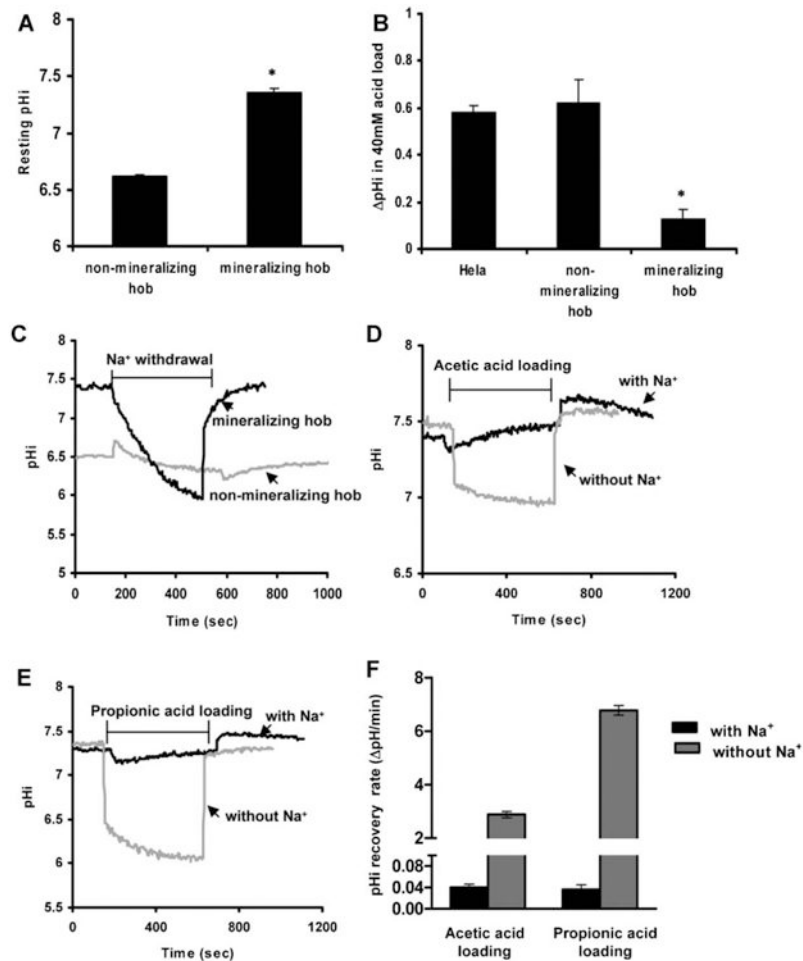 A
Resting pHi
8
7.5
7
6.5
6
*
non-mineralizing
hob
mineralizing hob
B
ΔpHi in 40mM acid load
1
0.8
0.6
0.4
0.2
0
*
Hela
non-
mineralizing
hob
mineralizing
hob
C
pHi
8
7.5
7
6.5
6
5.5
5
Na⁺ withdrawal
mineralizing hob
non-mineralizing hob
0
200
400
600
800
1000
Time (sec)
D
pHi
8
7.5
7
6.5
Acetic acid loading
with Na⁺
without Na⁺
0
400
800
1200
Time (sec)
E
pHi
8
7.5
7
6.5
6
5.5
Propionic acid loading
with Na⁺
without Na⁺
0
400
800
1200
Time (sec)
F
pHi recovery rate (ΔpH/min)
8
6
4
2
0.08
0.04
0.00
with Na⁺
without Na⁺
Acetic acid
loading
Propionic acid
loading